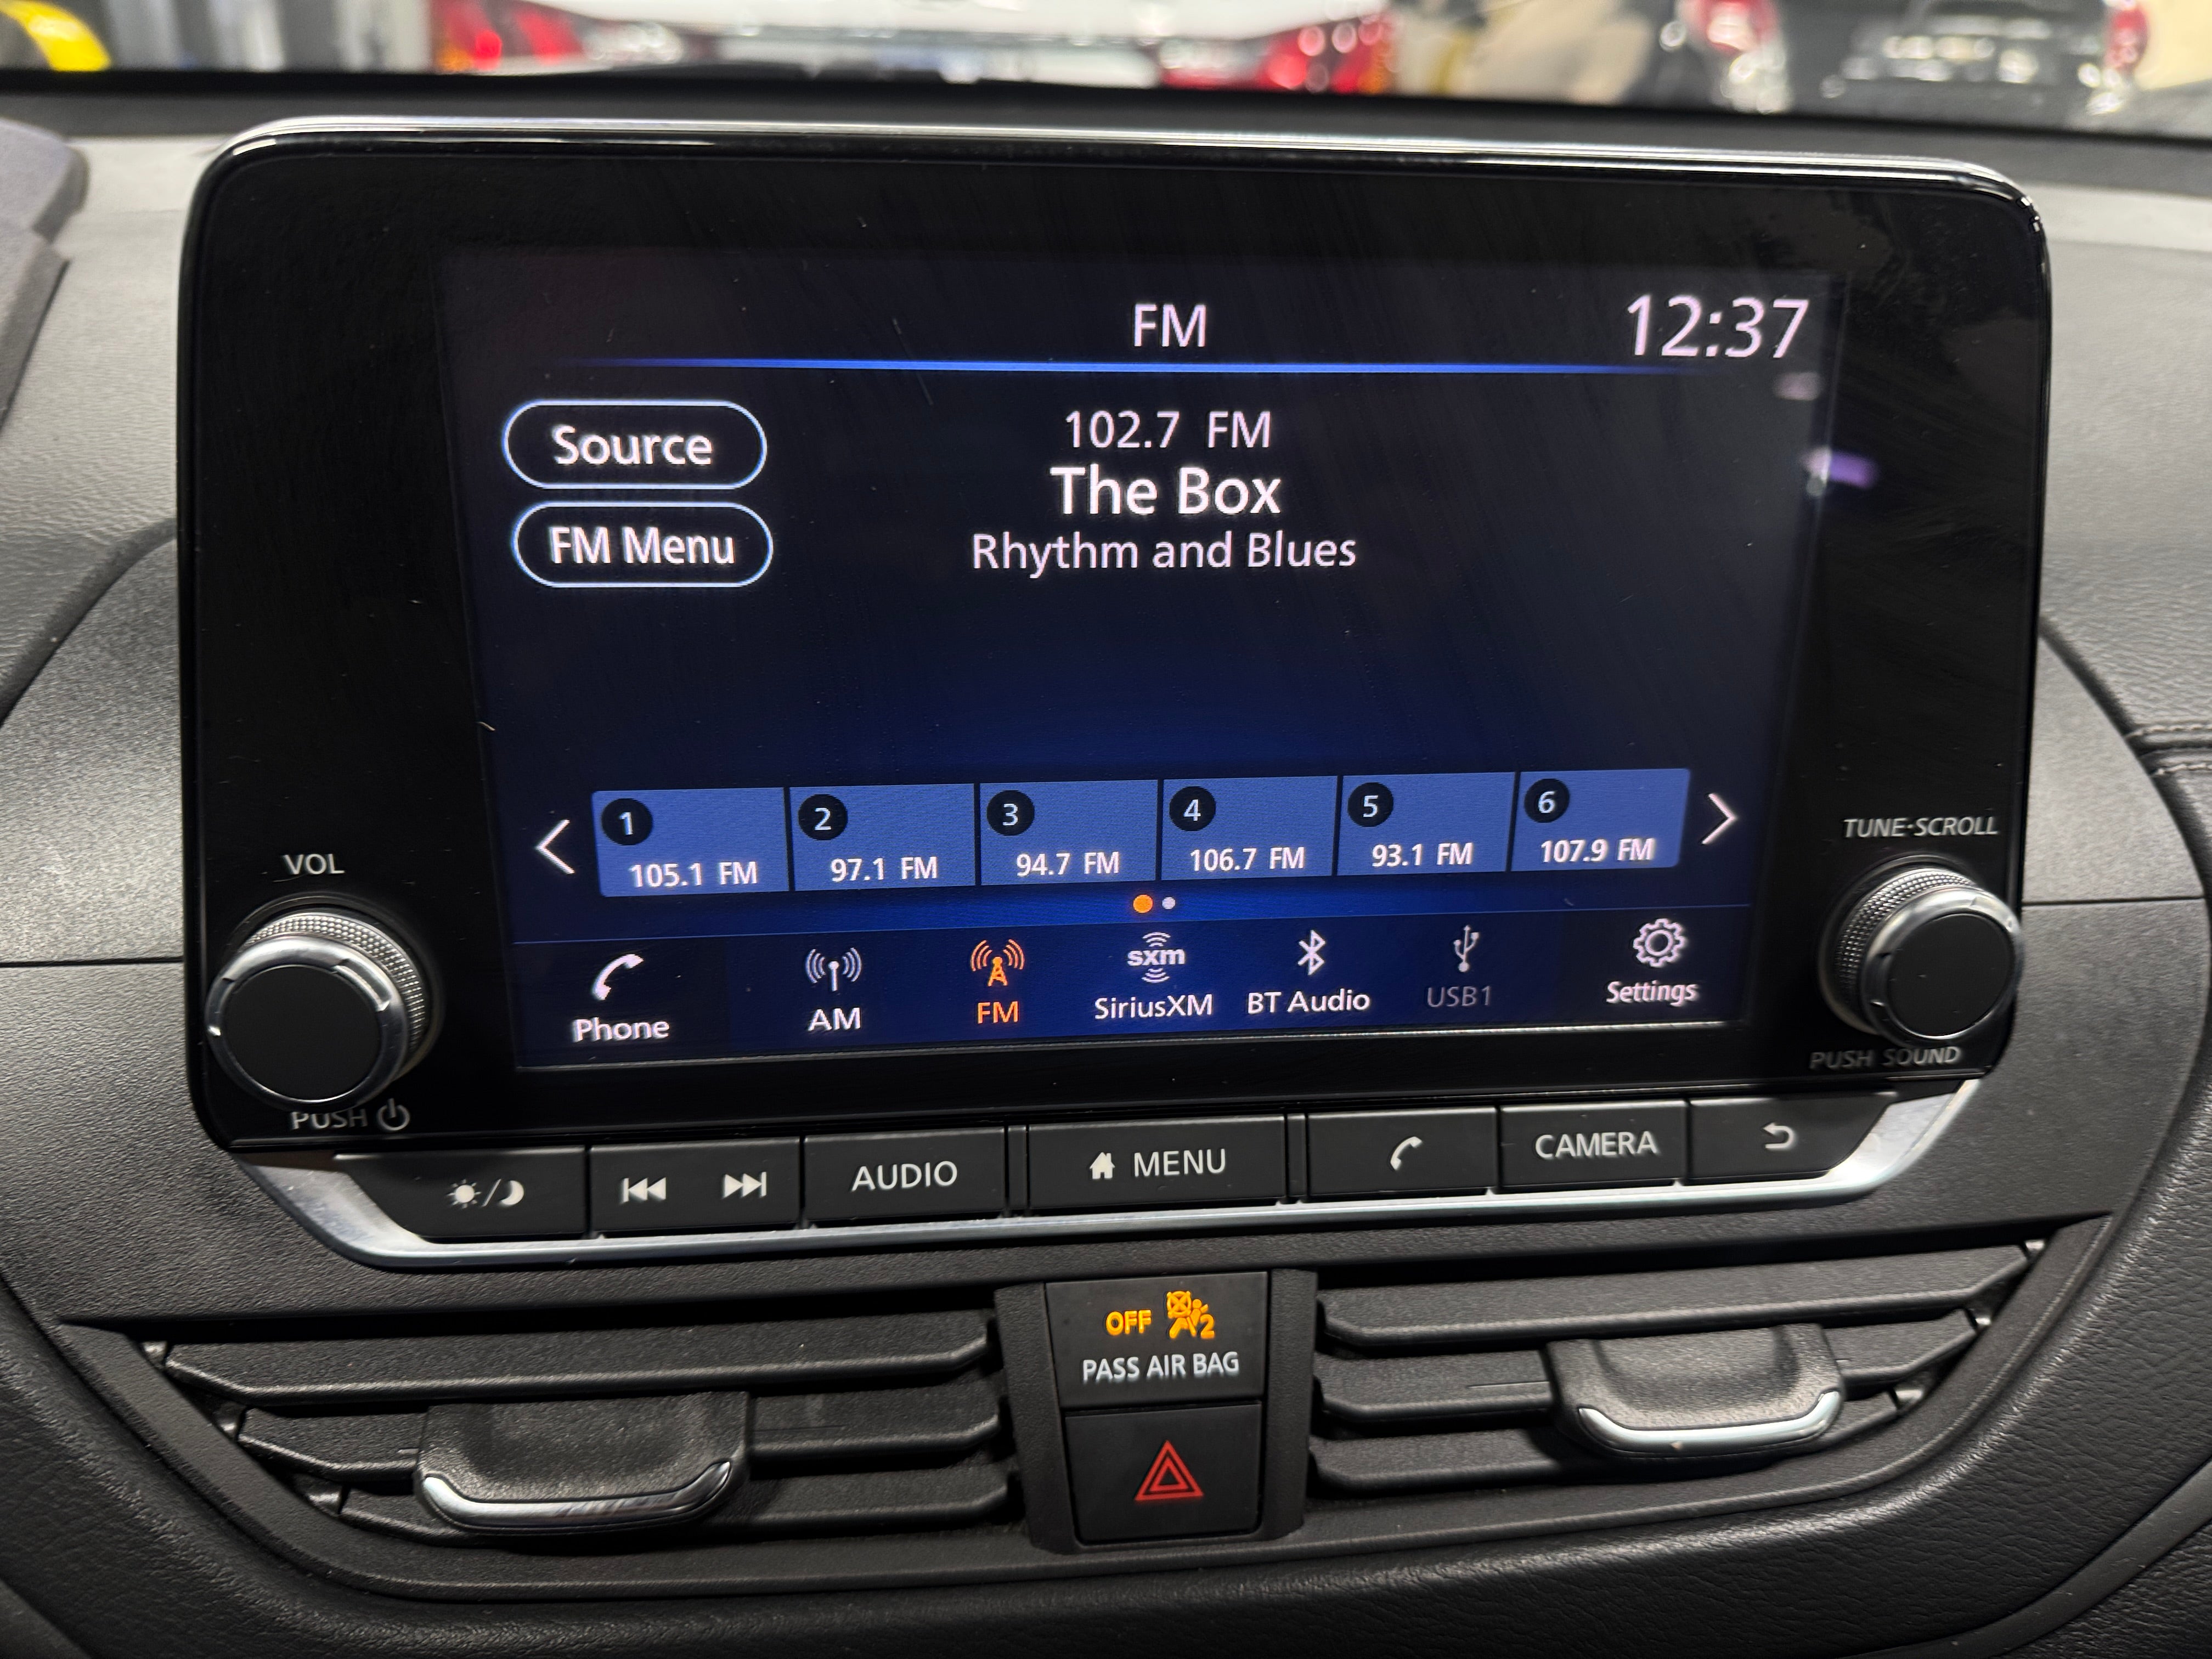 FM
12:37
Source
FM Menu
102.7 FM
The Box
Rhythm and Blues
1 105.1 FM
2 97.1 FM
3 94.7 FM
4 106.7 FM
5 93.1 FM
6 107.9 FM
Phone
AM
FM
sxm
SiriusXM
BT Audio
USB1
Settings
VOL
PUSH
TUNE·SCROLL
PUSH SOUND
AUDIO
MENU
CAMERA
OFF 2
PASS AIR BAG